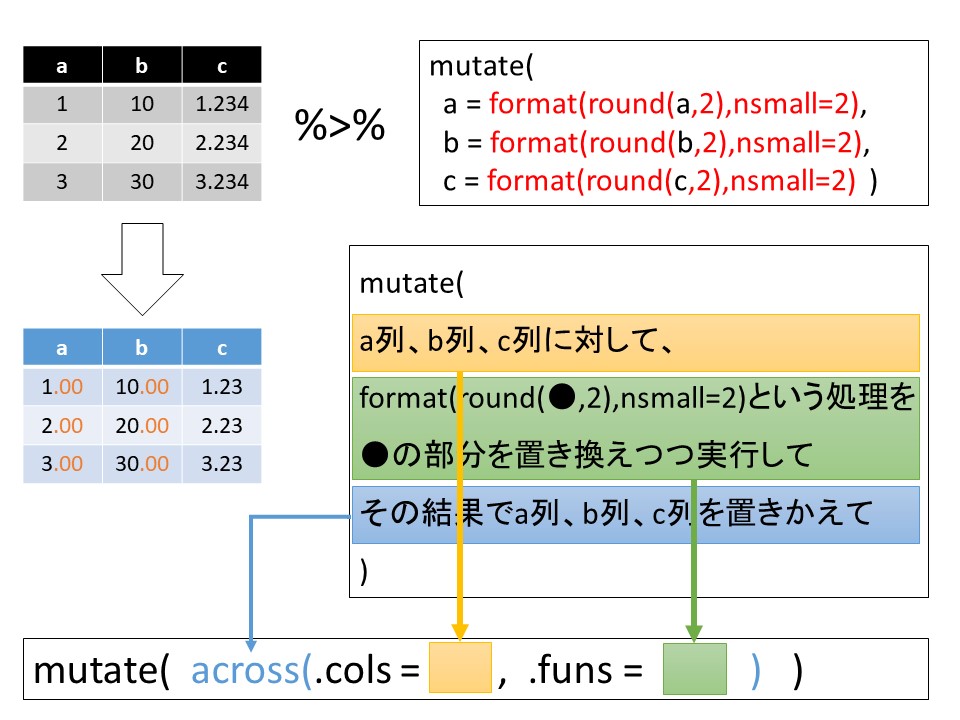 a b c
1 10 1.234
2 20 2.234
3 30 3.234
%>%
mutate(
a = format(round(a,2),nsmall=2),
b = format(round(b,2),nsmall=2),
c = format(round(c,2),nsmall=2) )
a b c
1.00 10.00 1.23
2.00 20.00 2.23
3.00 30.00 3.23
mutate(
a列、b列、c列に対して、
format(round(●,2),nsmall=2)という処理を
●の部分を置き換えつつ実行して
その結果でa列、b列、c列を置きかえて
)
mutate( across(.cols = , .funs = ) )